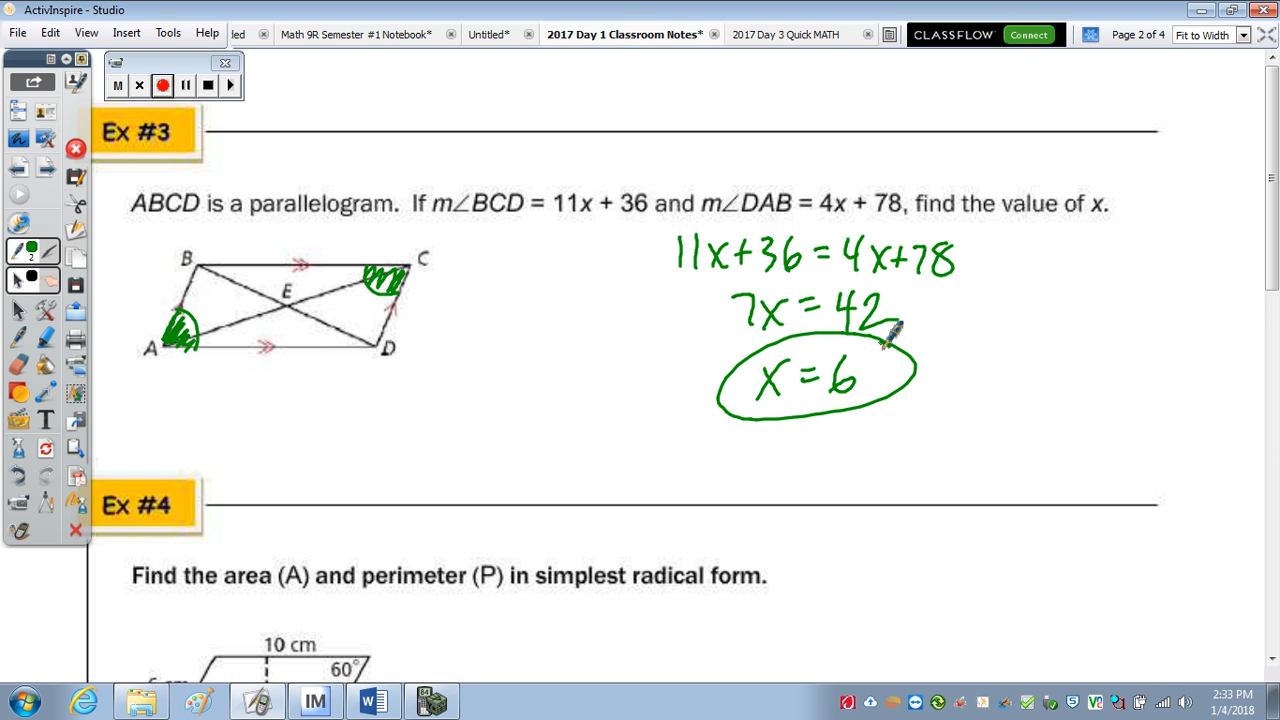 ActivInspire - Studio
File Edit View Insert Tools Help
led Math 9R Semester #1 Notebook* Untitled* 2017 Day 1 Classroom Notes* 2017 Day 3 Quick MATH CLASSFLOW Connect Page 2 of 4 Fit to Width
M
2
Ex #3
ABCD is a parallelogram. If m∠BCD = 11x + 36 and m∠DAB = 4x + 78, find the value of x.
B C
E
A D
11x+36 = 4x+78
7x = 42
x = 6
Ex #4
Find the area (A) and perimeter (P) in simplest radical form.
10 cm
60°
cm
IM W 84
2:33 PM
1/4/2018